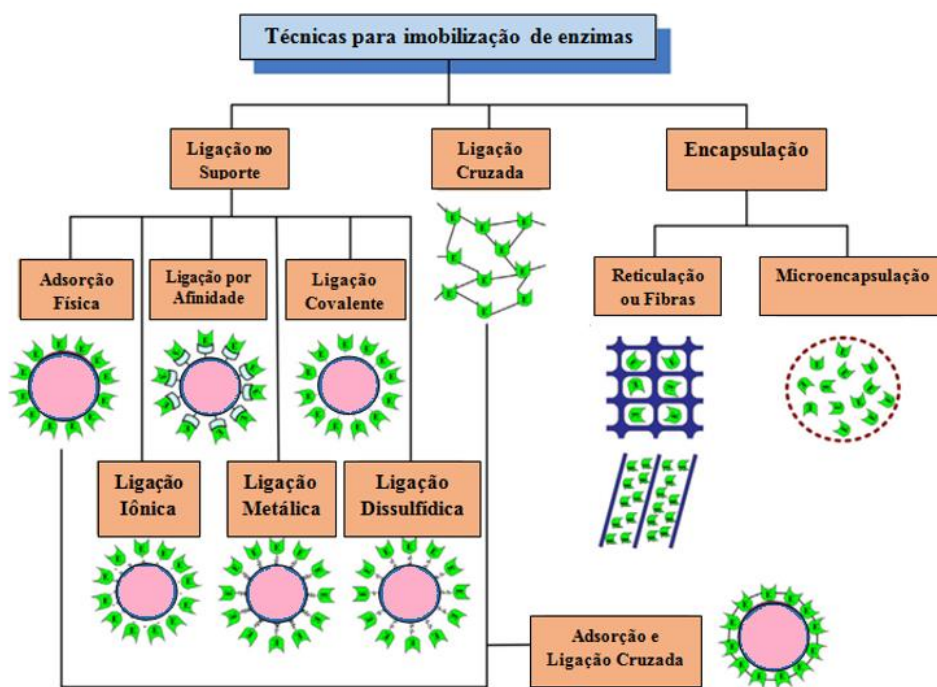 Técnicas para imobilização de enzimas
Ligação no
Suporte
Ligação
Cruzada
Encapsulação
Adsorção
Física
Ligação por
Afinidade
Ligação
Covalente
Reticulação
ou Fibras
Microencapsulação
Ligação
Iônica
Ligação
Metálica
Ligação
Dissulfídica
Adsorção e
Ligação Cruzada